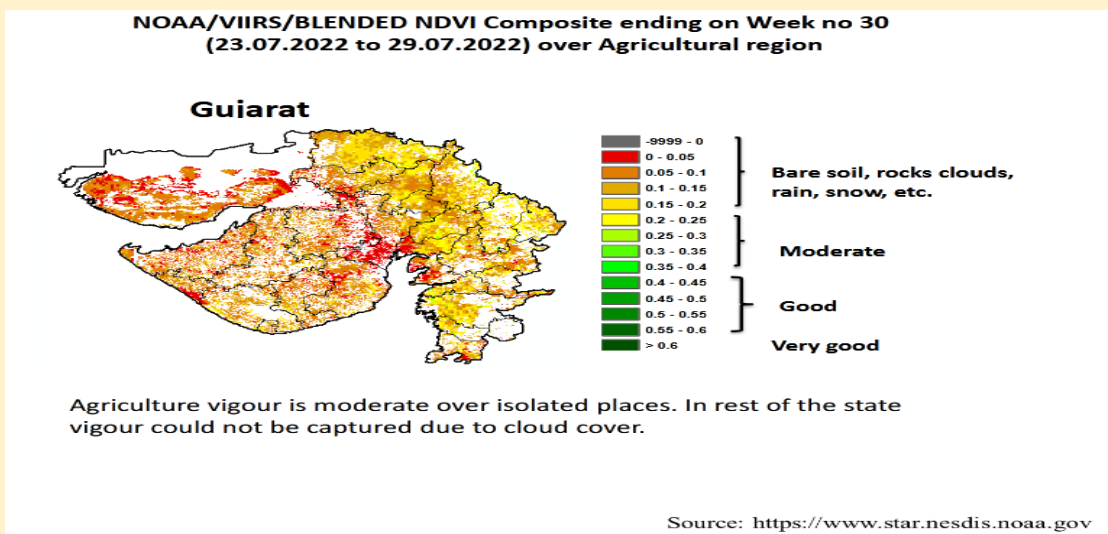 NOAA/VIIRS/BLENDED NDVI Composite ending on Week no 30
(23.07.2022 to 29.07.2022) over Agricultural region
Gujarat
-9999 - 0
0 - 0.05
0.05 - 0.1
0.1 - 0.15
0.15 - 0.2
0.2 - 0.25
0.25 - 0.3
0.3 - 0.35
0.35 - 0.4
0.4 - 0.45
0.45 - 0.5
0.5 - 0.55
0.55 - 0.6
> 0.6
Bare soil, rocks clouds,
rain, snow, etc.
Moderate
Good
Very good
Agriculture vigour is moderate over isolated places. In rest of the state
vigour could not be captured due to cloud cover.
Source: https://www.star.nesdis.noaa.gov